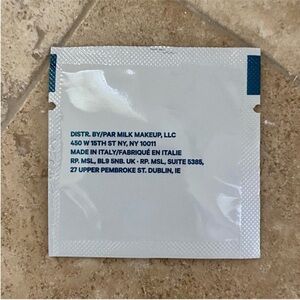 DISTR. BY/PAR MILK MAKEUP, LLC
450 W 15TH ST NY, NY 10011
MADE IN ITALY/FABRIQUÉ EN ITALIE
RP. MSL, BL9 5NB. UK - RP. MSL, SUITE 5385,
27 UPPER PEMBROKE ST. DUBLIN, IE